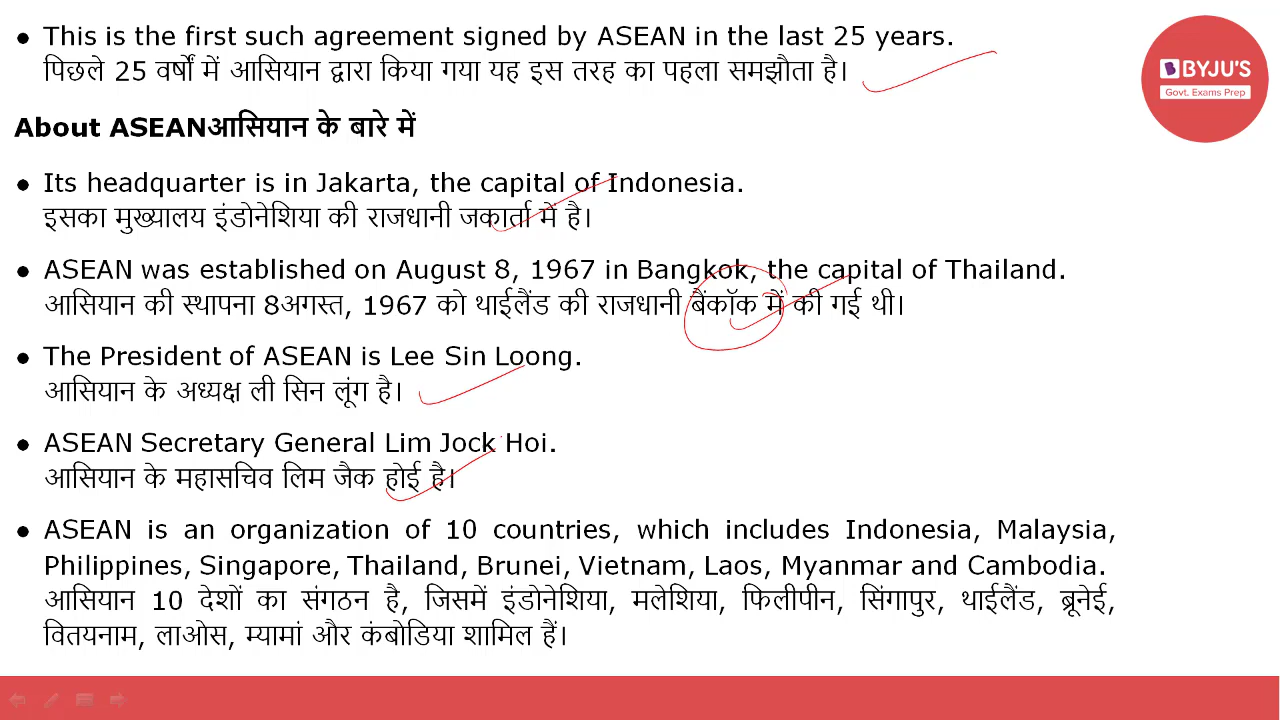 • This is the first such agreement signed by ASEAN in the last 25 years.
पिछले 25 वर्षों में आसियान द्वारा किया गया यह इस तरह का पहला समझौता है।
BYJU'S
Govt. Exams Prep
About ASEANआसियान के बारे में
• Its headquarter is in Jakarta, the capital of Indonesia.
इसका मुख्यालय इंडोनेशिया की राजधानी जकार्ता में है।
• ASEAN was established on August 8, 1967 in Bangkok, the capital of Thailand.
आसियान की स्थापना 8अगस्त, 1967 को थाईलैंड की राजधानी बैंकॉक में की गई थी।
• The President of ASEAN is Lee Sin Loong.
आसियान के अध्यक्ष ली सिन लूंग है।
• ASEAN Secretary General Lim Jock Hoi.
आसियान के महासचिव लिम जैक होई है।
• ASEAN is an organization of 10 countries, which includes Indonesia, Malaysia,
Philippines, Singapore, Thailand, Brunei, Vietnam, Laos, Myanmar and Cambodia.
आसियान 10 देशों का संगठन है, जिसमें इंडोनेशिया, मलेशिया, फिलीपीन, सिंगापुर, थाईलैंड, ब्रूनेई,
वितयनाम, लाओस, म्यामां और कंबोडिया शामिल हैं।